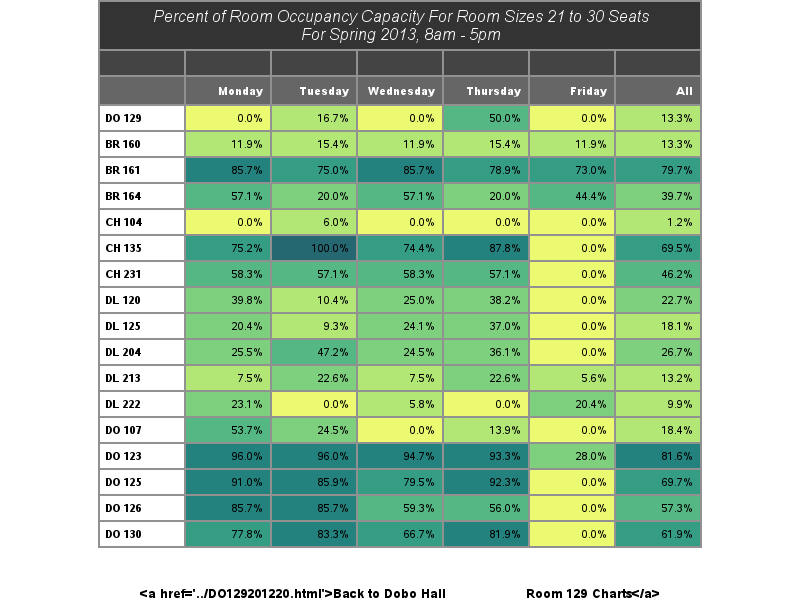 Percent of Room Occupancy Capacity For Room Sizes 21 to 30 Seats
For Spring 2013, 8am - 5pm
Monday Tuesday Wednesday Thursday Friday All
DO 129 0.0% 16.7% 0.0% 50.0% 0.0% 13.3%
BR 160 11.9% 15.4% 11.9% 15.4% 11.9% 13.3%
BR 161 85.7% 75.0% 85.7% 78.9% 73.0% 79.7%
BR 164 57.1% 20.0% 57.1% 20.0% 44.4% 39.7%
CH 104 0.0% 6.0% 0.0% 0.0% 0.0% 1.2%
CH 135 75.2% 100.0% 74.4% 87.8% 0.0% 69.5%
CH 231 58.3% 57.1% 58.3% 57.1% 0.0% 46.2%
DL 120 39.8% 10.4% 25.0% 38.2% 0.0% 22.7%
DL 125 20.4% 9.3% 24.1% 37.0% 0.0% 18.1%
DL 204 25.5% 47.2% 24.5% 36.1% 0.0% 26.7%
DL 213 7.5% 22.6% 7.5% 22.6% 5.6% 13.2%
DL 222 23.1% 0.0% 5.8% 0.0% 20.4% 9.9%
DO 107 53.7% 24.5% 0.0% 13.9% 0.0% 18.4%
DO 123 96.0% 96.0% 94.7% 93.3% 28.0% 81.6%
DO 125 91.0% 85.9% 79.5% 92.3% 0.0% 69.7%
DO 126 85.7% 85.7% 59.3% 56.0% 0.0% 57.3%
DO 130 77.8% 83.3% 66.7% 81.9% 0.0% 61.9%
<a href='../DO129201220.html'>Back to Dobo Hall Room 129 Charts</a>